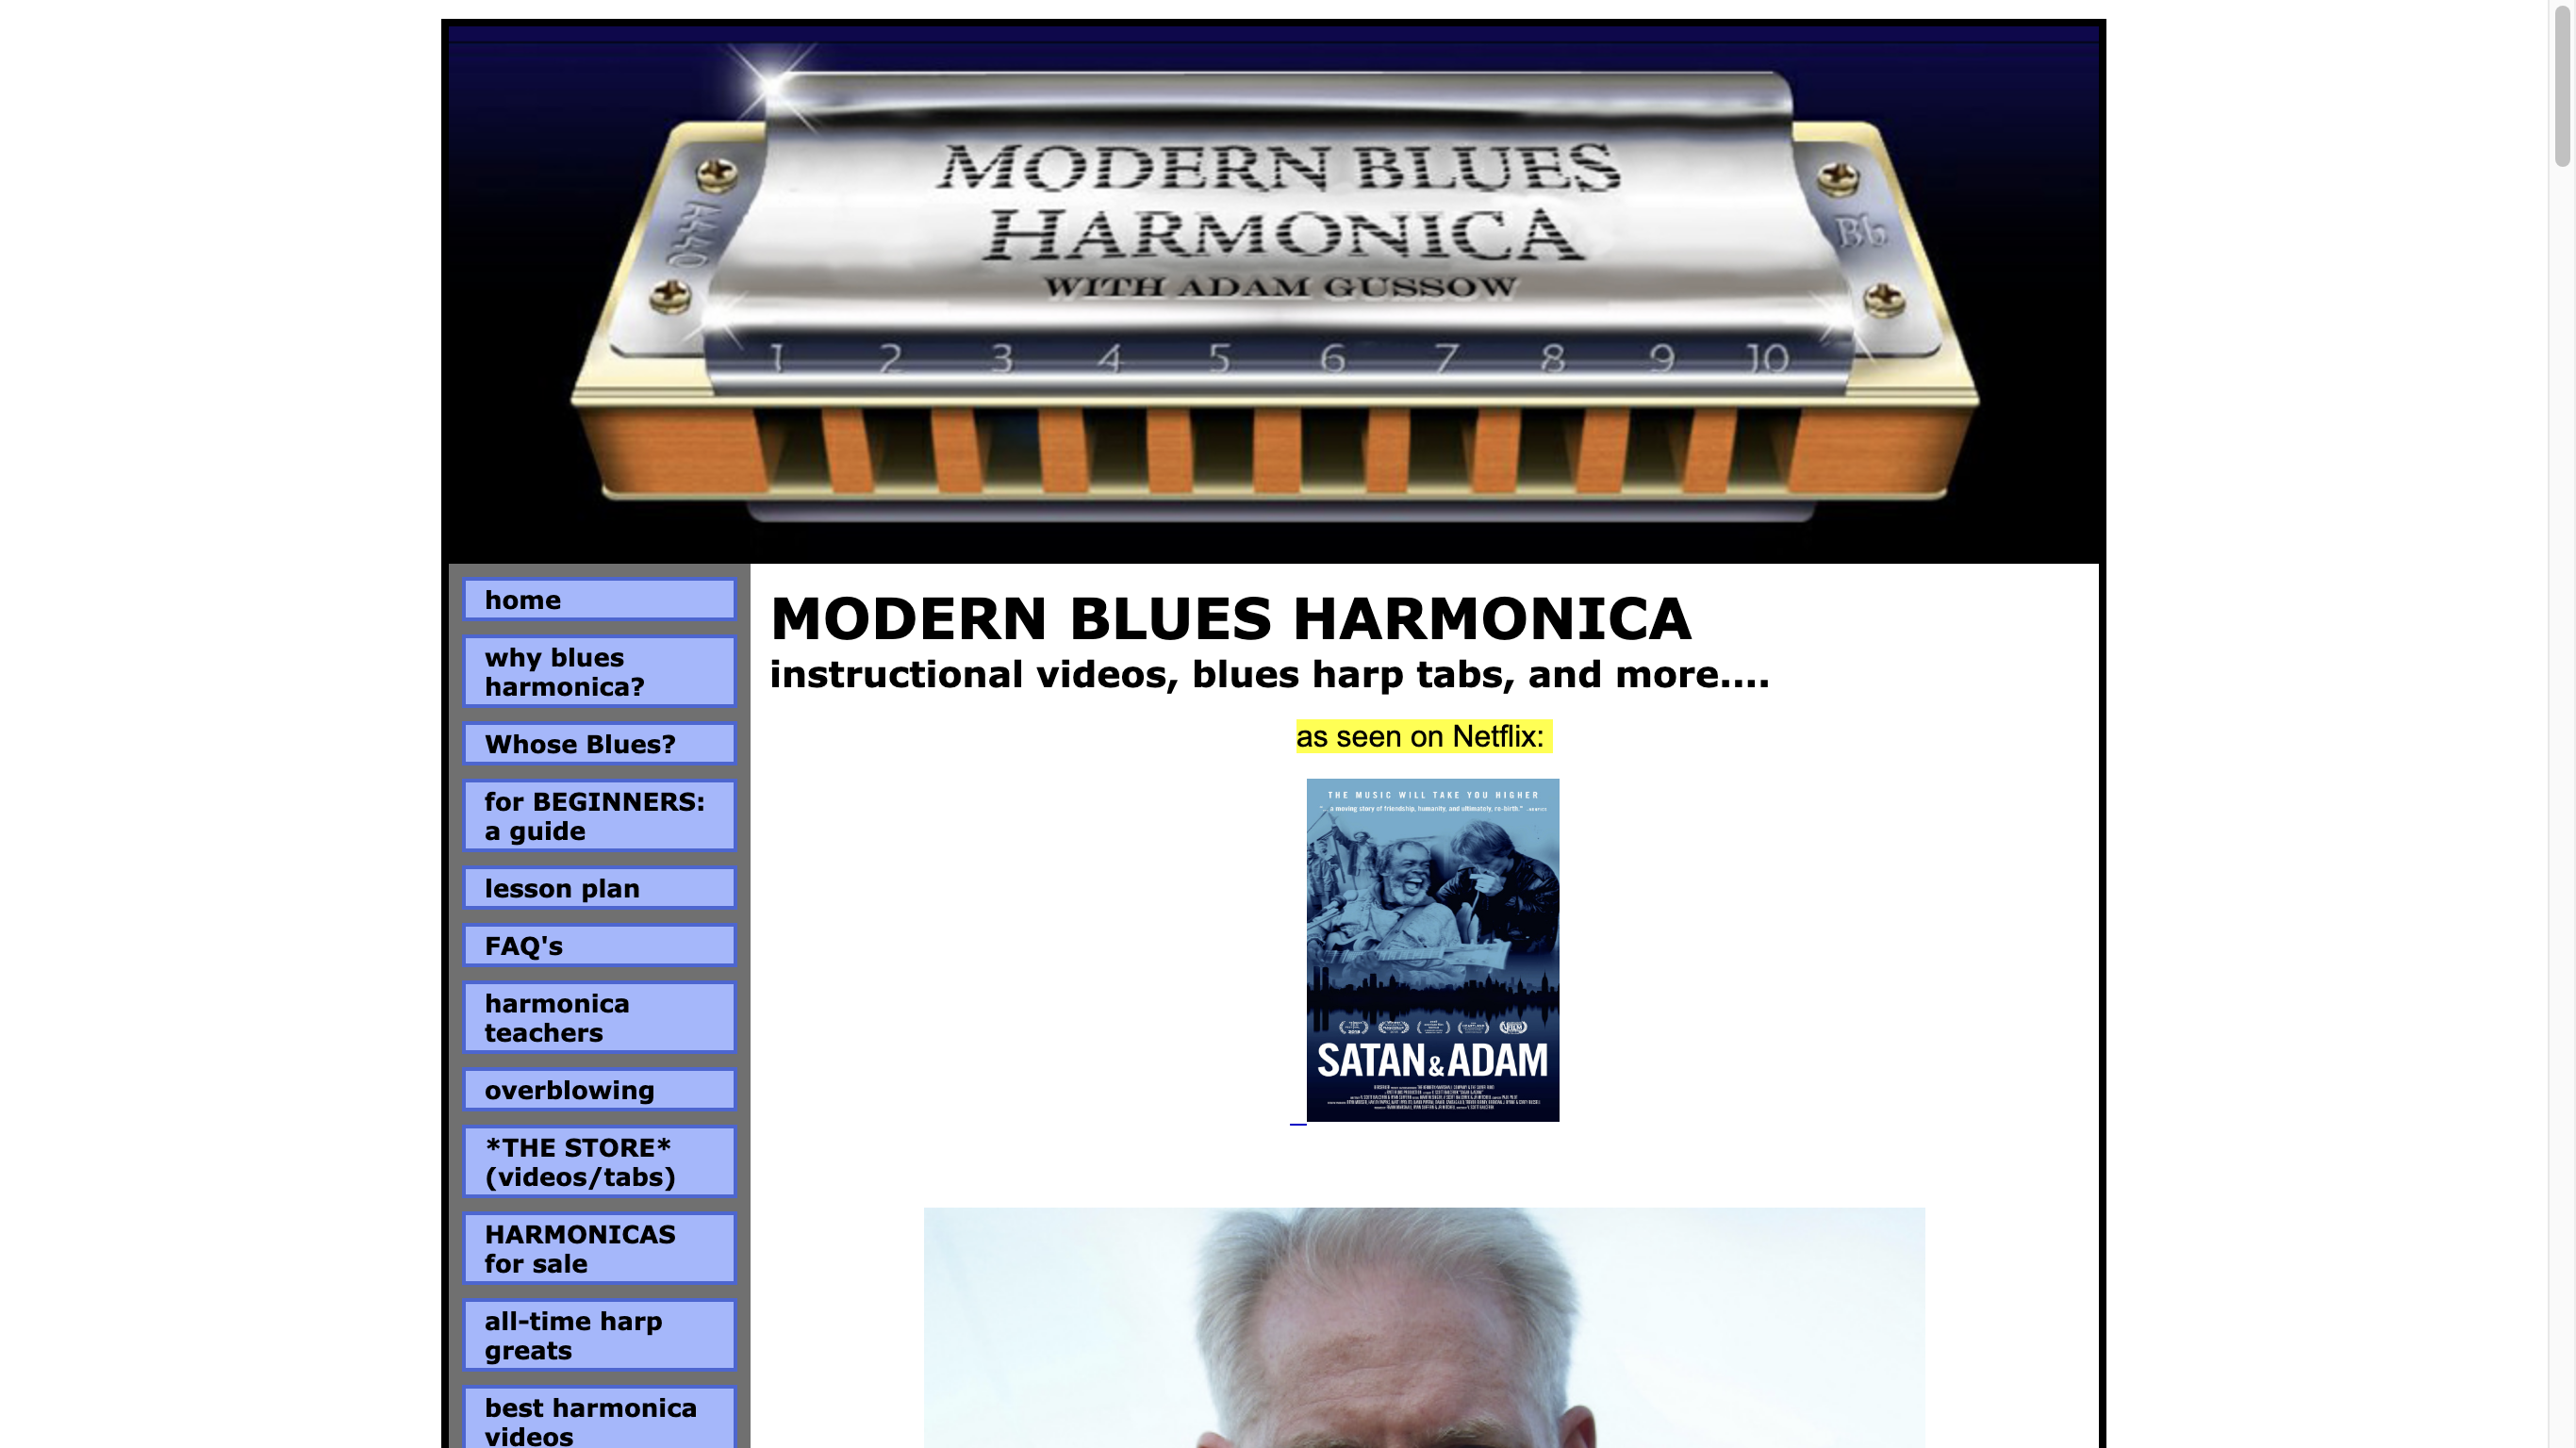 MODERN BLUES
HARMONICA
WITH ADAM GUSSOW
A440
Bb
1 2 3 4 5 6 7 8 9 10
home
why blues
harmonica?
Whose Blues?
for BEGINNERS:
a guide
lesson plan
FAQ's
harmonica
teachers
overblowing
*THE STORE*
(videos/tabs)
HARMONICAS
for sale
all-time harp
greats
best harmonica
videos
MODERN BLUES HARMONICA
instructional videos, blues harp tabs, and more....
as seen on Netflix:
THE MUSIC WILL TAKE YOU HIGHER
"... a moving story of friendship, humanity, and ultimately, re-birth."
SATAN & ADAM